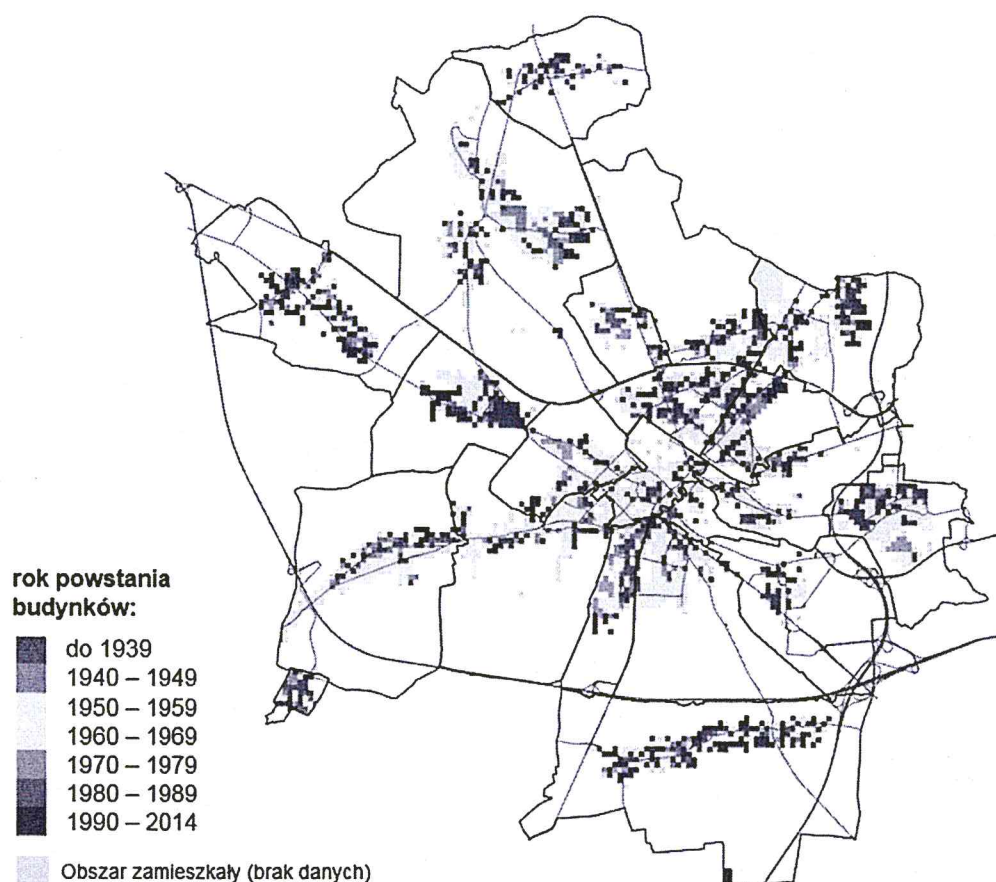 rok powstania
budynków:
do 1939
1940 – 1949
1950 – 1959
1960 – 1969
1970 – 1979
1980 – 1989
1990 – 2014
Obszar zamieszkały (brak danych)